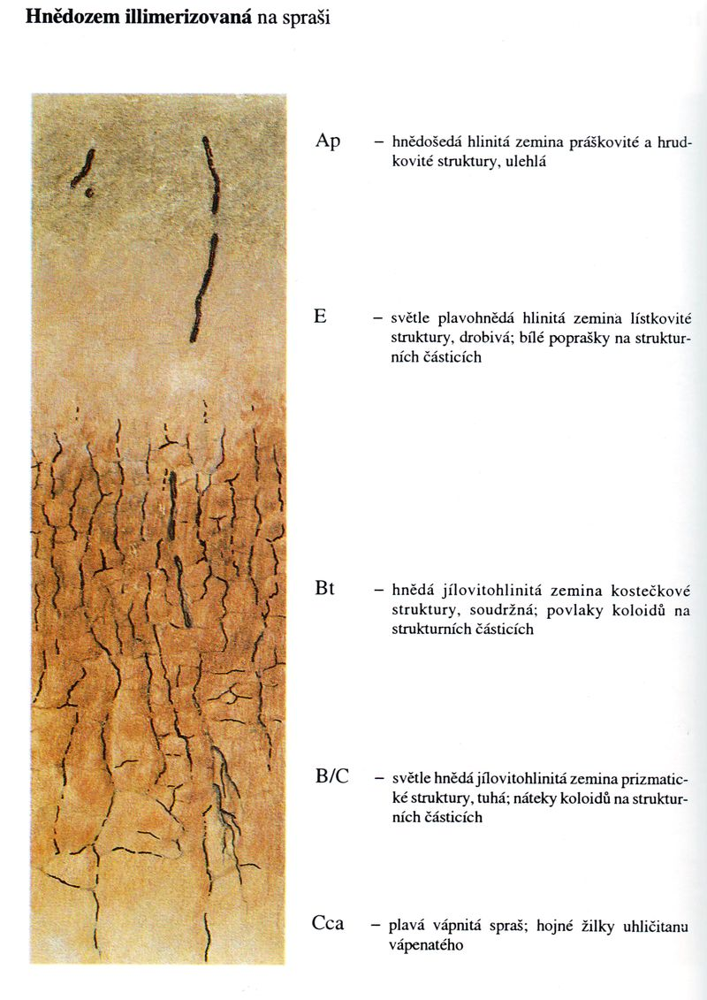 Hnědozem illimerizovaná na spraši
Ap – hnědošedá hlinitá zemina práškovité a hrud-
kovité struktury, ulehlá
E – světle plavohnědá hlinitá zemina lístkovité
struktury, drobivá; bílé poprašky na struktur-
ních částicích
Bt – hnědá jílovitohlinitá zemina kostečkové
struktury, soudržná; povlaky koloidů na
strukturních částicích
B/C – světle hnědá jílovitohlinitá zemina prizmatic-
ké struktury, tuhá; náteky koloidů na struktur-
ních částicích
Cca – plavá vápnitá spraš; hojné žilky uhličitanu
vápenatého